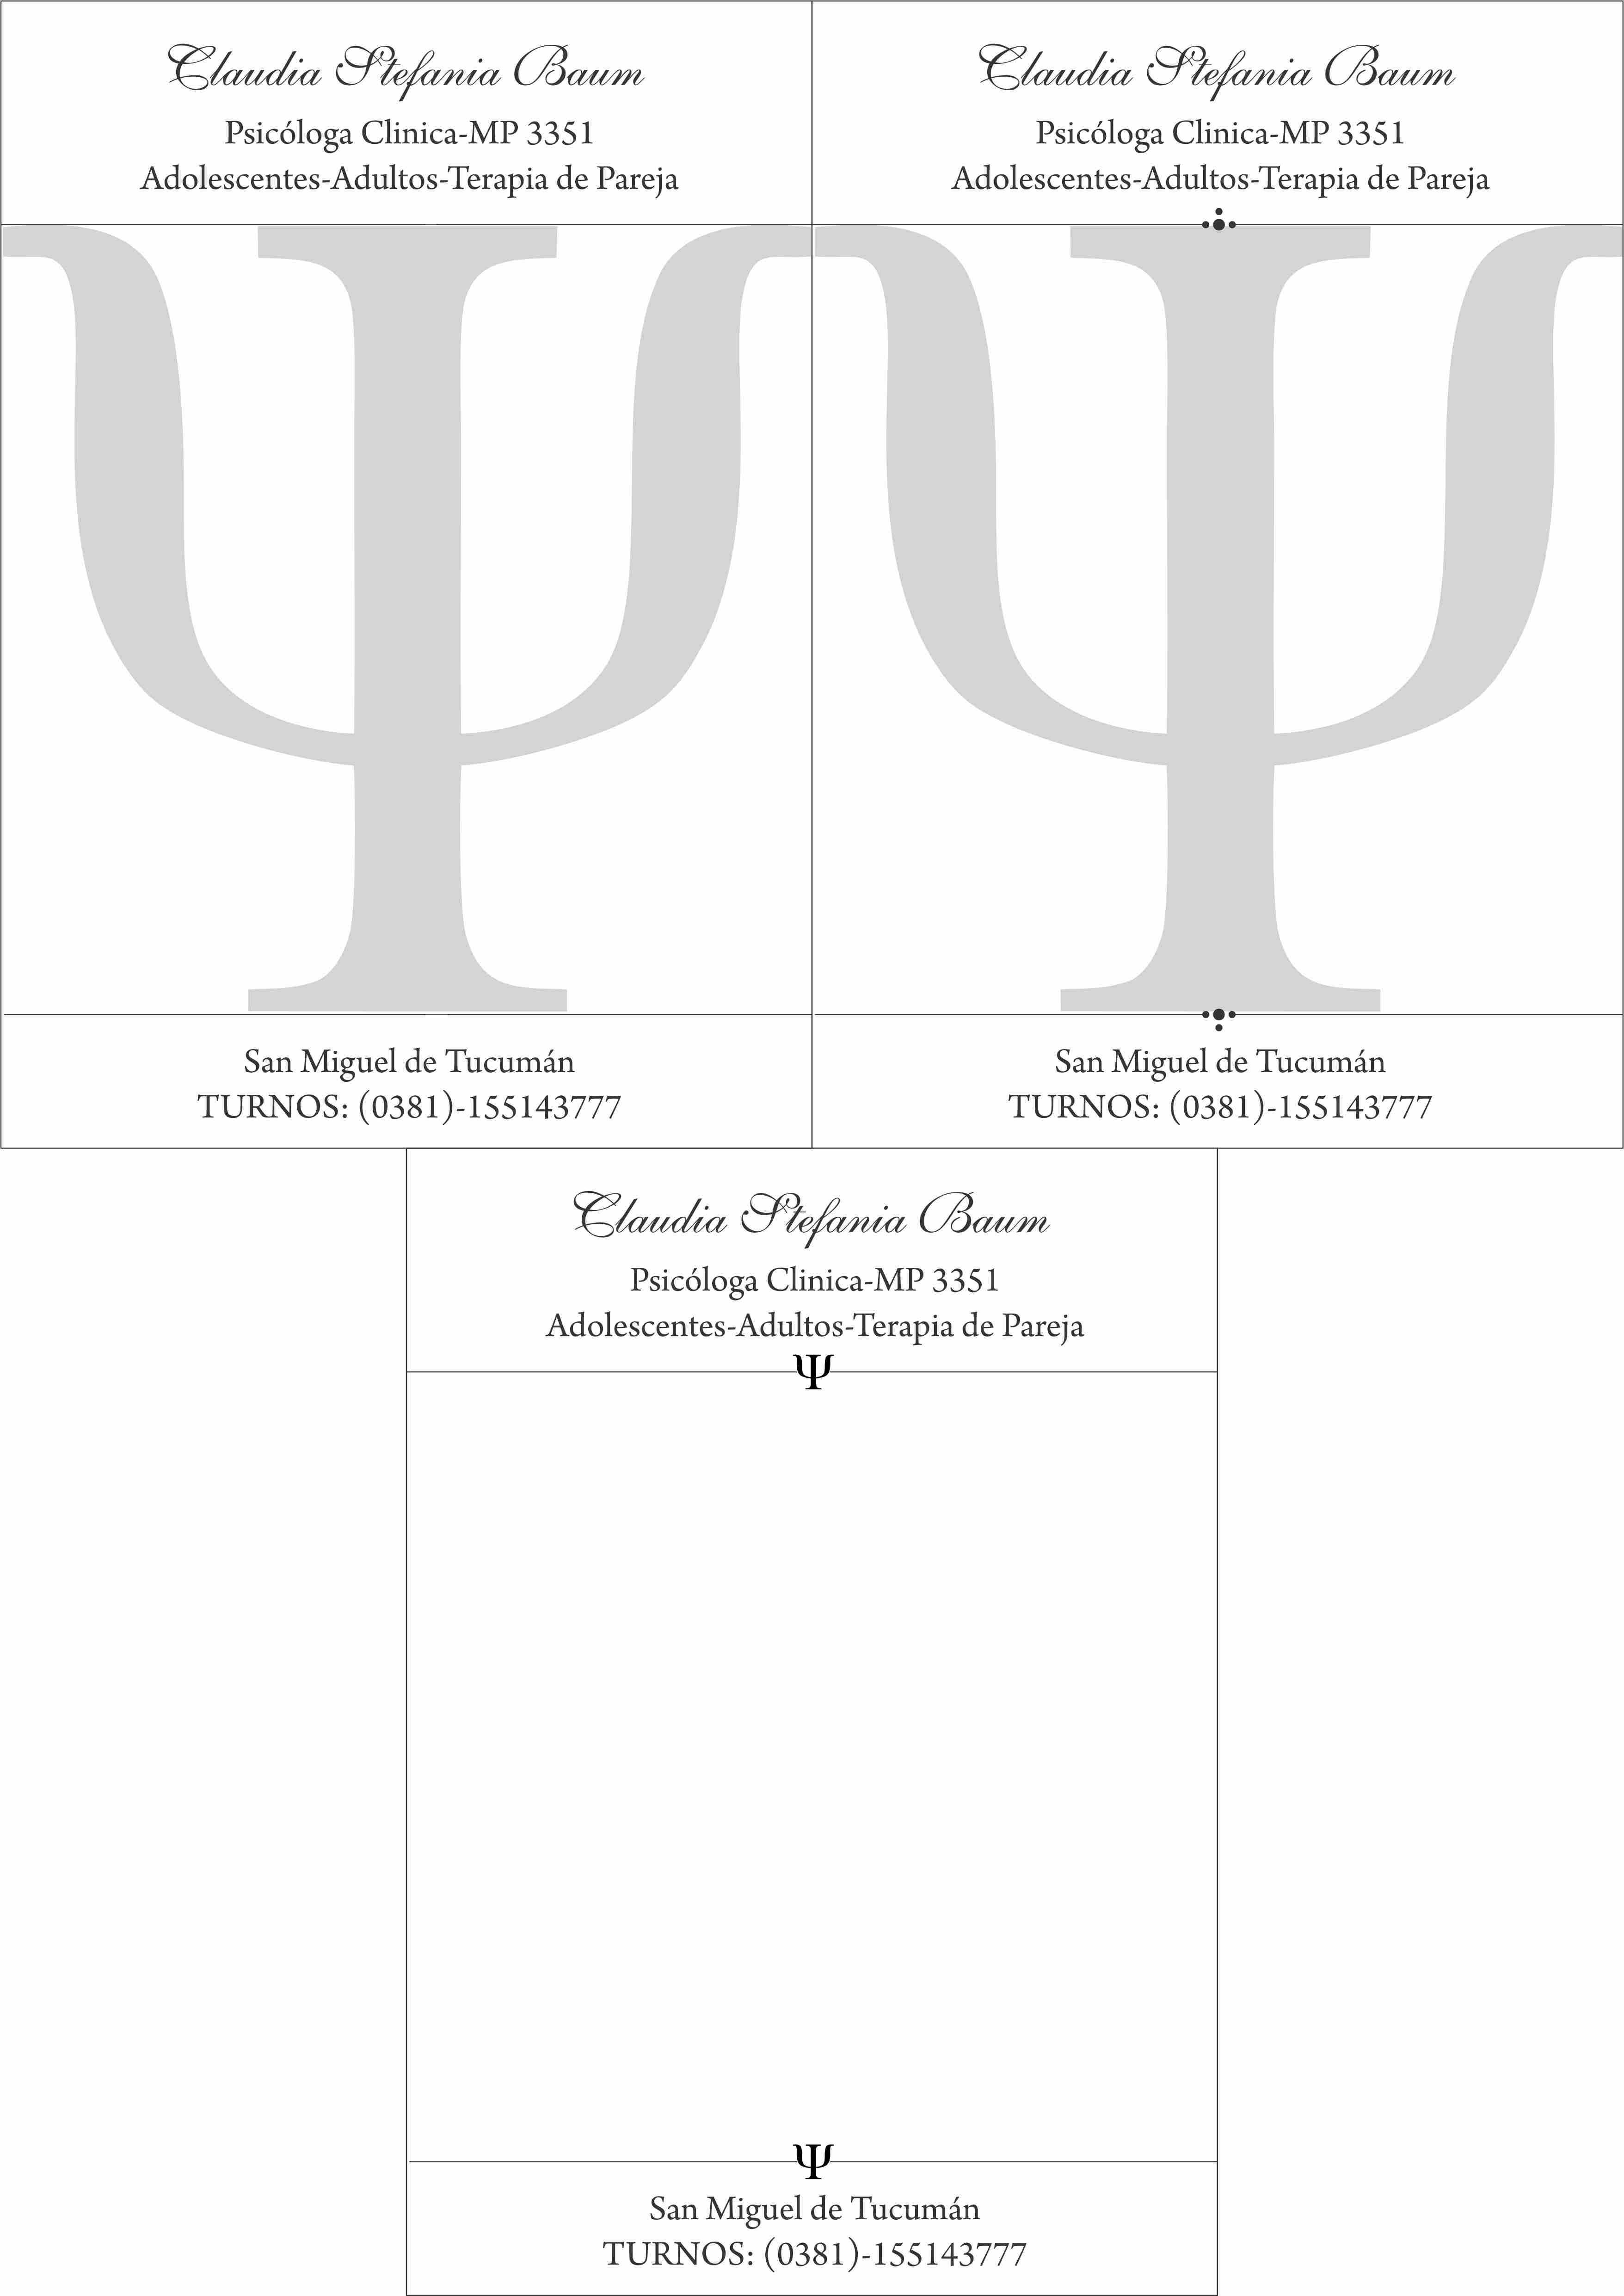 Claudia Stefania Baum
Psicóloga Clinica-MP 3351
Adolescentes-Adultos-Terapia de Pareja
Ψ
San Miguel de Tucumán
TURNOS: (0381)-155143777
Claudia Stefania Baum
Psicóloga Clinica-MP 3351
Adolescentes-Adultos-Terapia de Pareja
Ψ
San Miguel de Tucumán
TURNOS: (0381)-155143777
Claudia Stefania Baum
Psicóloga Clinica-MP 3351
Adolescentes-Adultos-Terapia de Pareja
Ψ
Ψ
San Miguel de Tucumán
TURNOS: (0381)-155143777